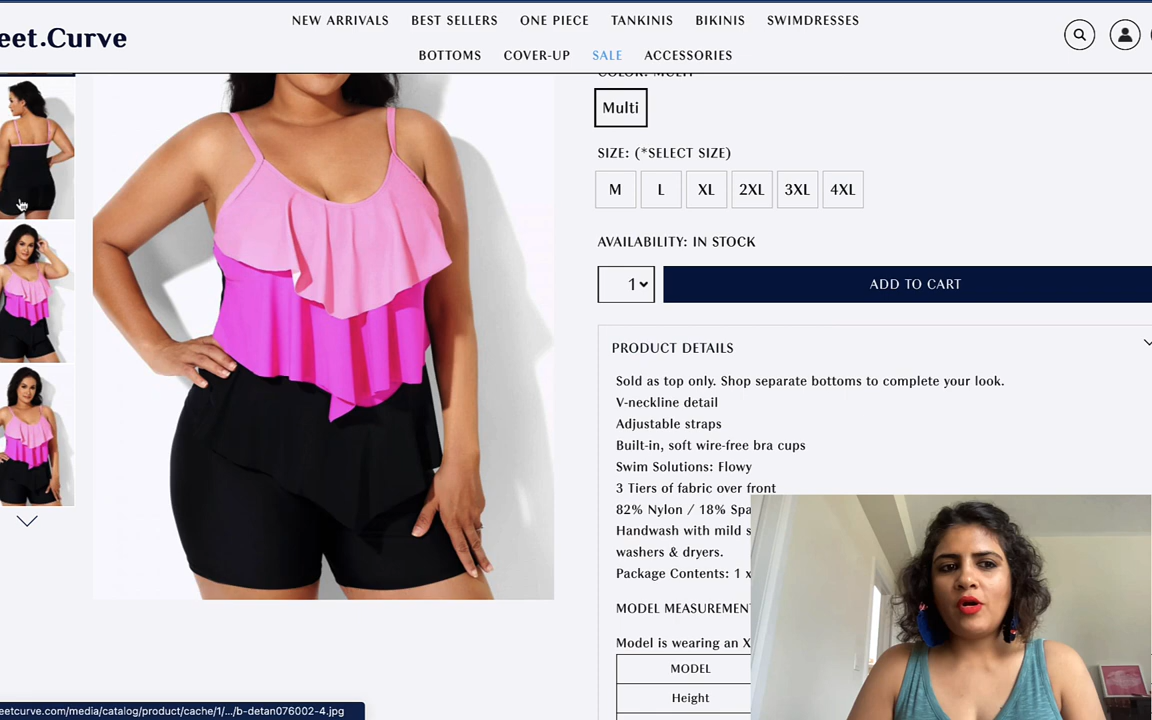 NEW ARRIVALS BEST SELLERS ONE PIECE TANKINIS BIKINIS SWIMDRESSES
eet.Curve
BOTTOMS COVER-UP SALE ACCESSORIES
COLOR: MULTI
Multi
SIZE: (*SELECT SIZE)
M L XL 2XL 3XL 4XL
AVAILABILITY: IN STOCK
1 ADD TO CART
PRODUCT DETAILS
Sold as top only. Shop separate bottoms to complete your look.
V-neckline detail
Adjustable straps
Built-in, soft wire-free bra cups
Swim Solutions: Flowy
3 Tiers of fabric over front
82% Nylon / 18% Spa
Handwash with mild s
washers & dryers.
Package Contents: 1 x
MODEL MEASUREMENT
Model is wearing an X
MODEL
Height
eetcurve.com/media/catalog/product/cache/1/.../b-detan076002-4.jpg